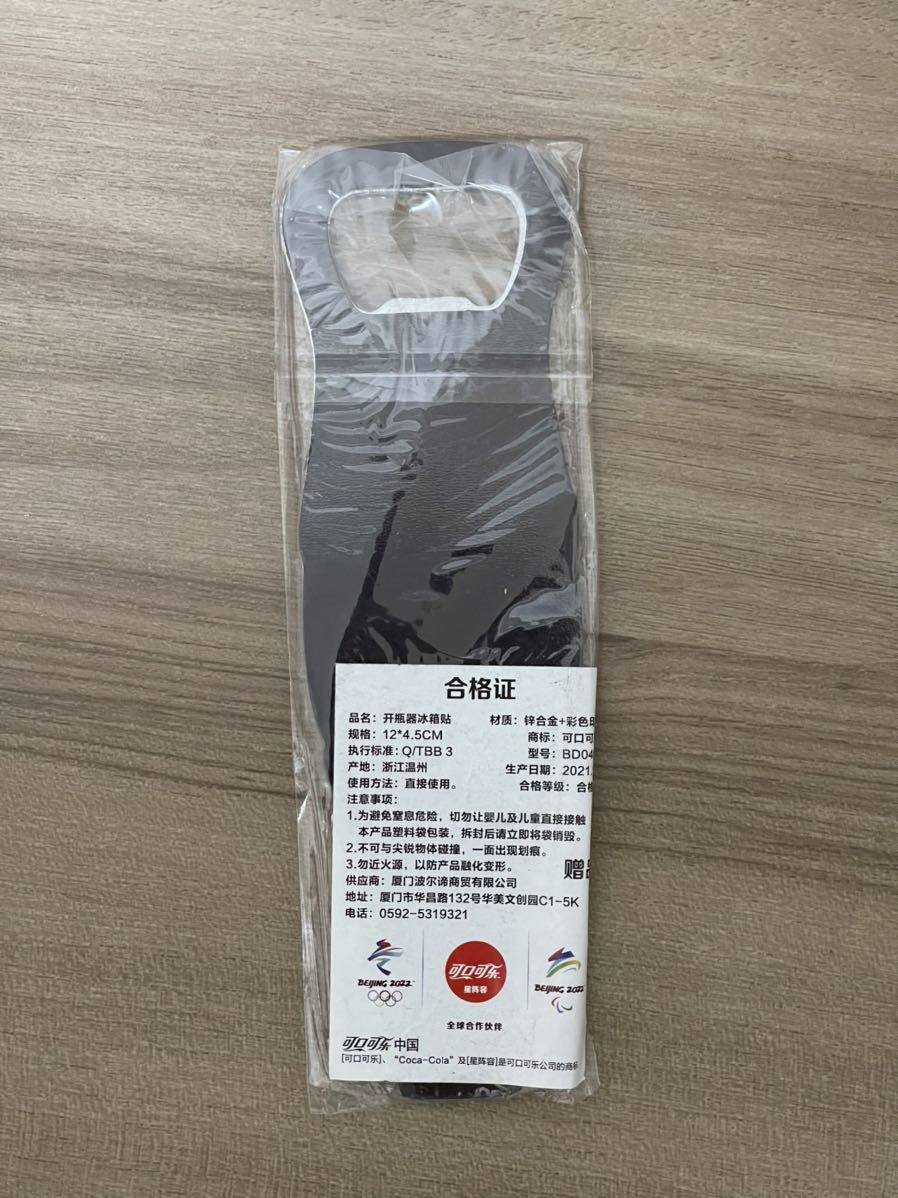 合格证
品名：开瓶器冰箱贴 材质：锌合金+彩色
规格：12*4.5CM 商标：可口可
执行标准：Q/TBB 3 型号：BD04
产地：浙江温州 生产日期：2021.
使用方法：直接使用。 合格等级：合格
注意事项：
1.为避免窒息危险，切勿让婴儿及儿童直接接触
本产品塑料袋包装，拆封后请立即将袋销毁。
2.不可与尖锐物体碰撞，一面出现划痕。
3.勿近火源，以防产品融化变形。
赠品
供应商：厦门波尔谛商贸有限公司
地址：厦门市华昌路132号华美文创园C1-5K
电话：0592-5319321
BEIJING 2022
可口可乐
星阵容
BEIJING 2022
全球合作伙伴
可口可乐中国
[可口可乐]、“Coca-Cola”及[星阵容]是可口可乐公司的商标